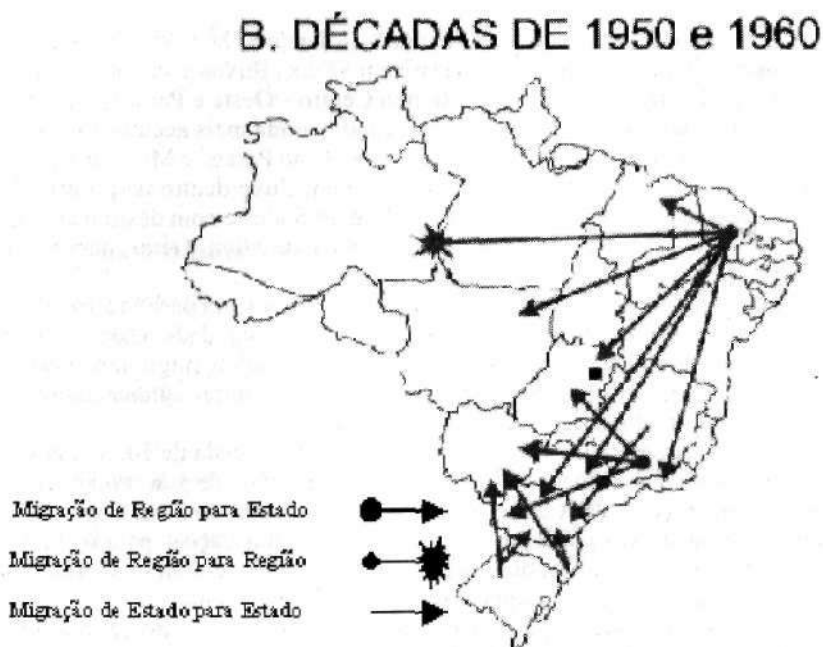 B. DÉCADAS DE 1950 e 1960
Migração de Região para Estado
Migração de Região para Região
Migração de Estado para Estado